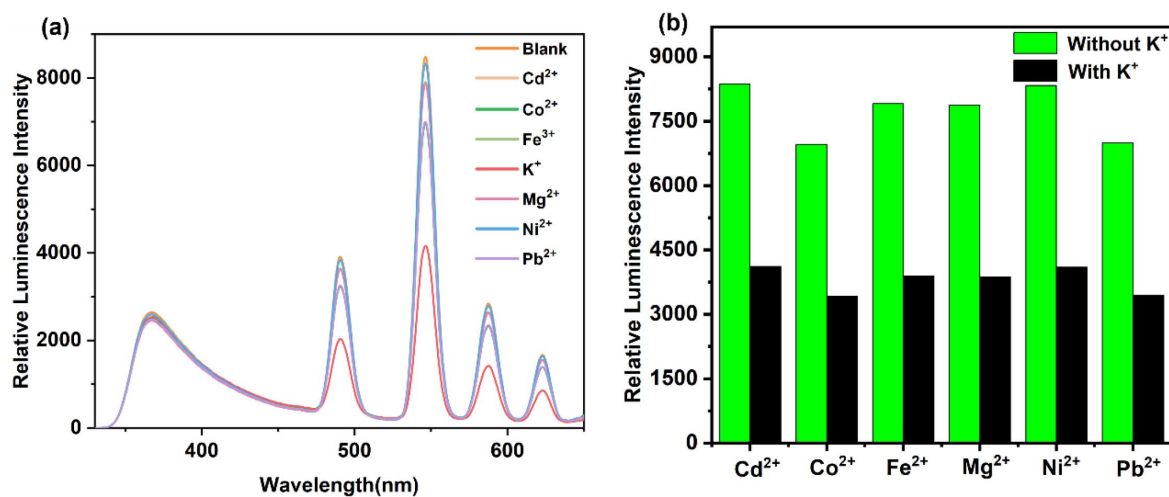 (a)
Relative Luminescence Intensity
8000
6000
4000
2000
0
400
500
600
Wavelength(nm)
Blank
Cd²⁺
Co²⁺
Fe³⁺
K⁺
Mg²⁺
Ni²⁺
Pb²⁺
(b)
Relative Luminescence Intensity
9000
7500
6000
4500
3000
1500
0
Without K⁺
With K⁺
Cd²⁺ Co²⁺ Fe²⁺ Mg²⁺ Ni²⁺ Pb²⁺